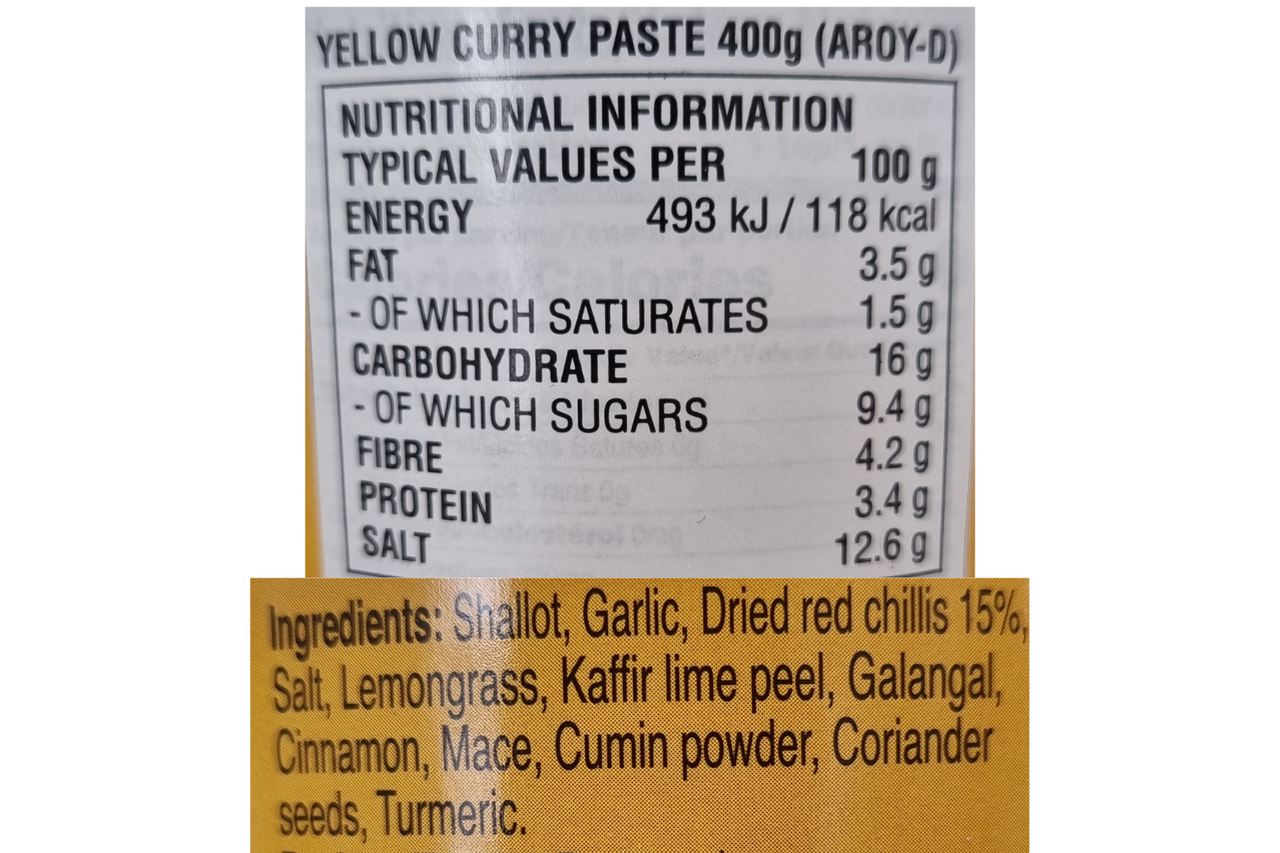 YELLOW CURRY PASTE 400g (AROY-D)
NUTRITIONAL INFORMATION
TYPICAL VALUES PER 100 g
ENERGY 493 kJ / 118 kcal
FAT 3.5 g
- OF WHICH SATURATES 1.5 g
CARBOHYDRATE 16 g
- OF WHICH SUGARS 9.4 g
FIBRE 4.2 g
PROTEIN 3.4 g
SALT 12.6 g
Ingredients: Shallot, Garlic, Dried red chillis 15%,
Salt, Lemongrass, Kaffir lime peel, Galangal,
Cinnamon, Mace, Cumin powder, Coriander
seeds, Turmeric.